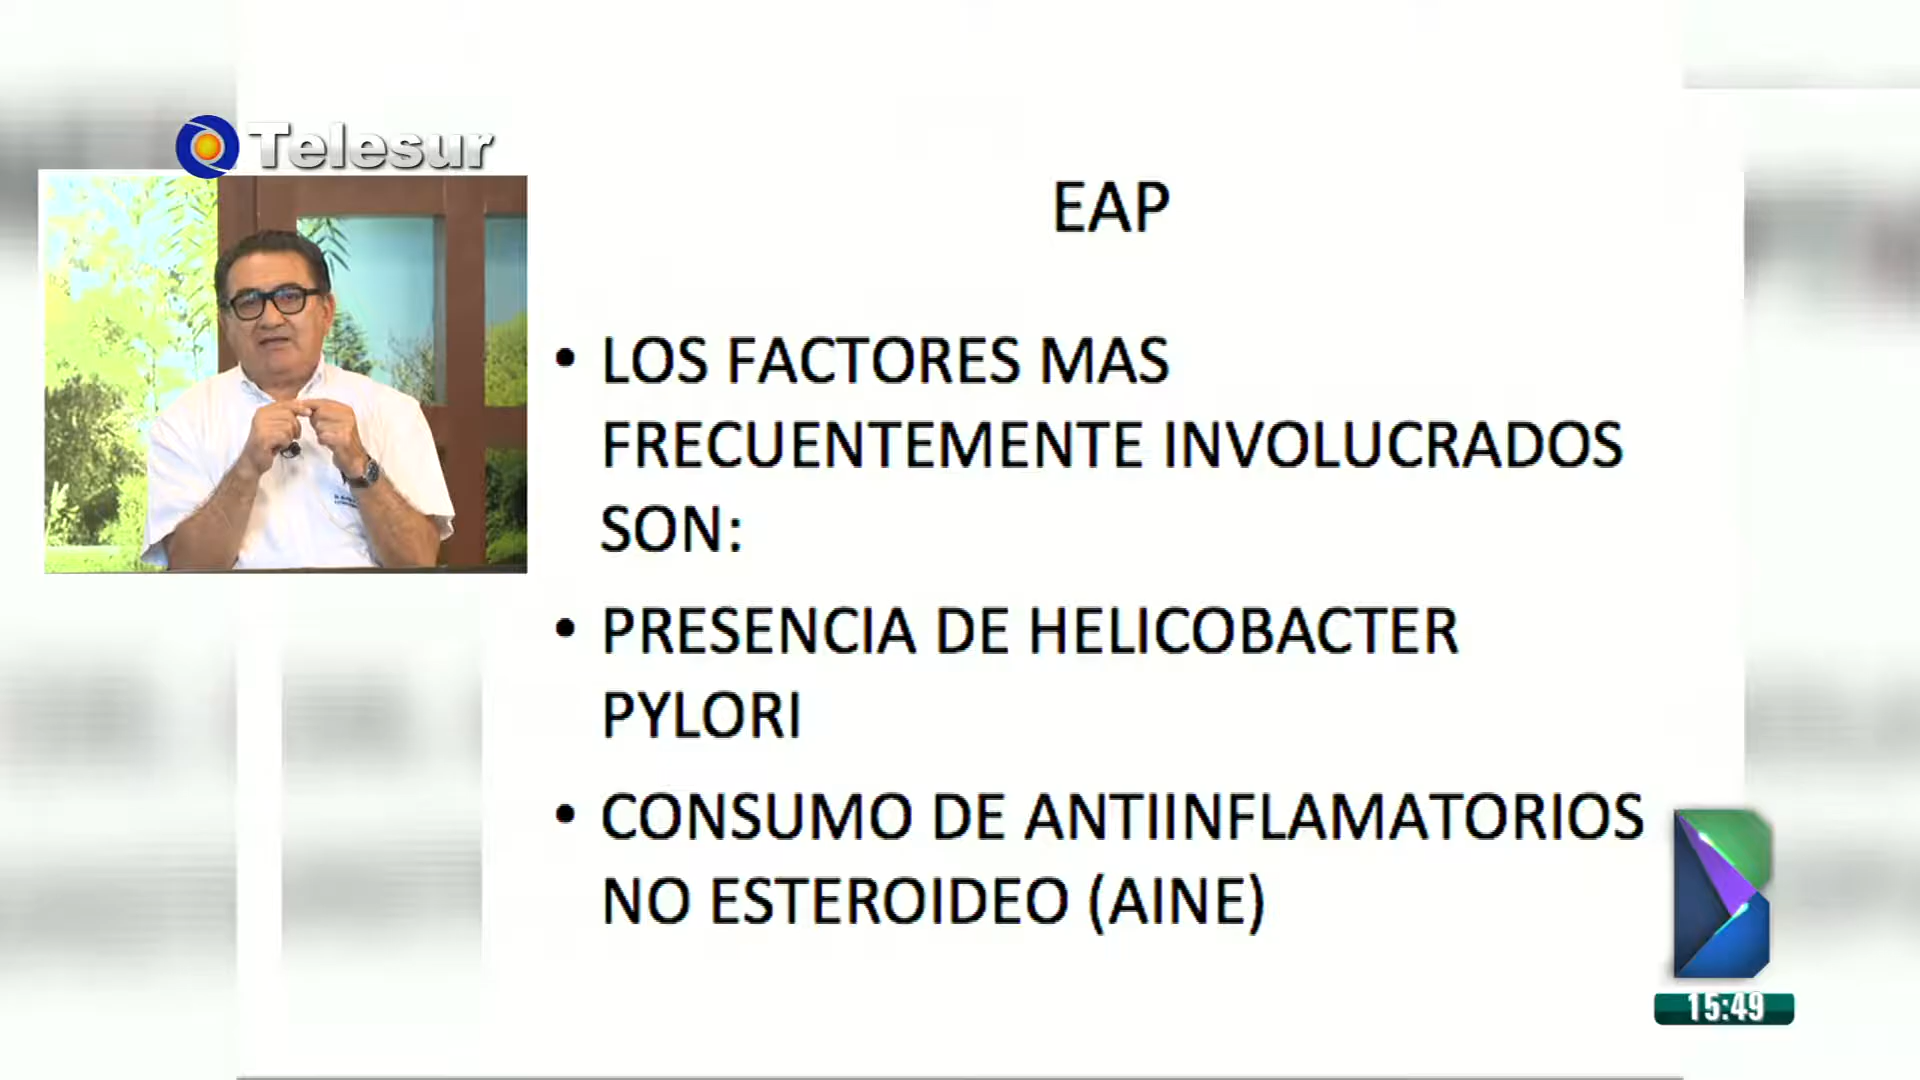 Telesur
EAP
• LOS FACTORES MAS
FRECUENTEMENTE INVOLUCRADOS
SON:
• PRESENCIA DE HELICOBACTER
PYLORI
• CONSUMO DE ANTIINFLAMATORIOS
NO ESTEROIDEO (AINE)
15:49